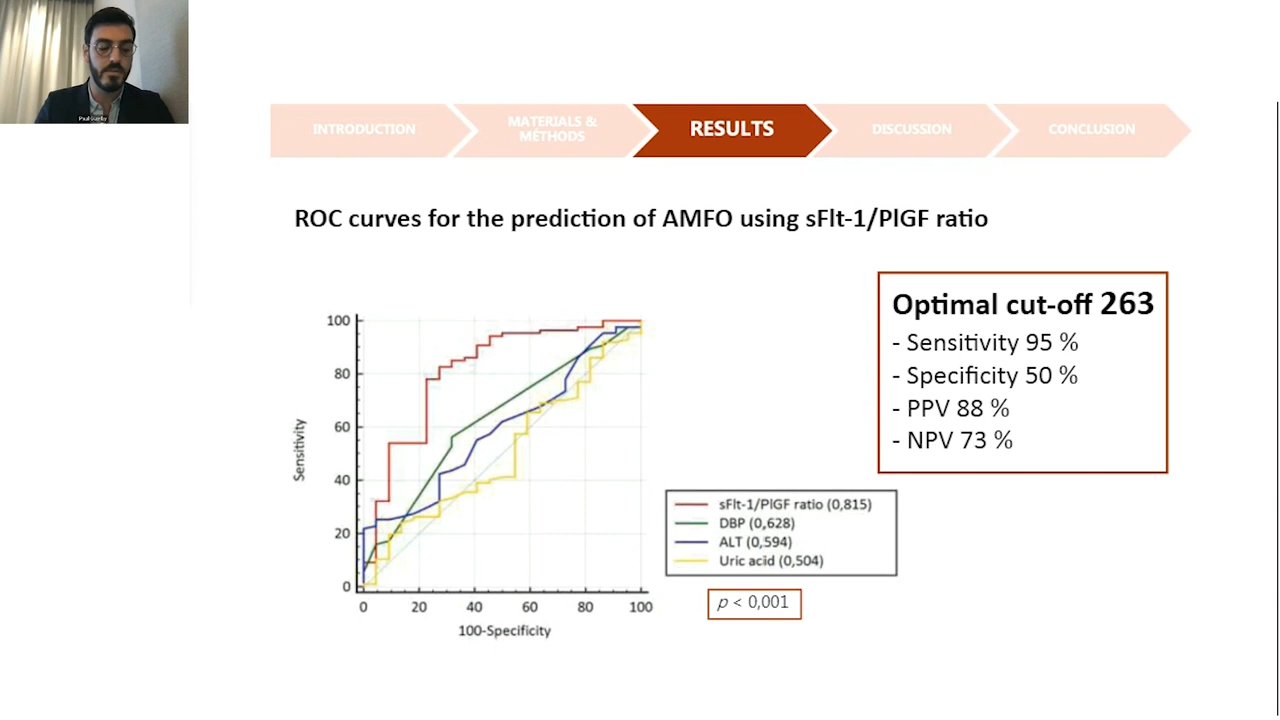 INTRODUCTION
MATERIALS &
MÉTHODS
RESULTS
DISCUSSION
CONCLUSION
ROC curves for the prediction of AMFO using sFlt-1/PlGF ratio
Optimal cut-off 263
- Sensitivity 95 %
- Specificity 50 %
- PPV 88 %
- NPV 73 %
100
80
60
40
20
0
Sensitivity
0 20 40 60 80 100
100-Specificity
sFlt-1/PlGF ratio (0,815)
DBP (0,628)
ALT (0,594)
Uric acid (0,504)
p < 0,001